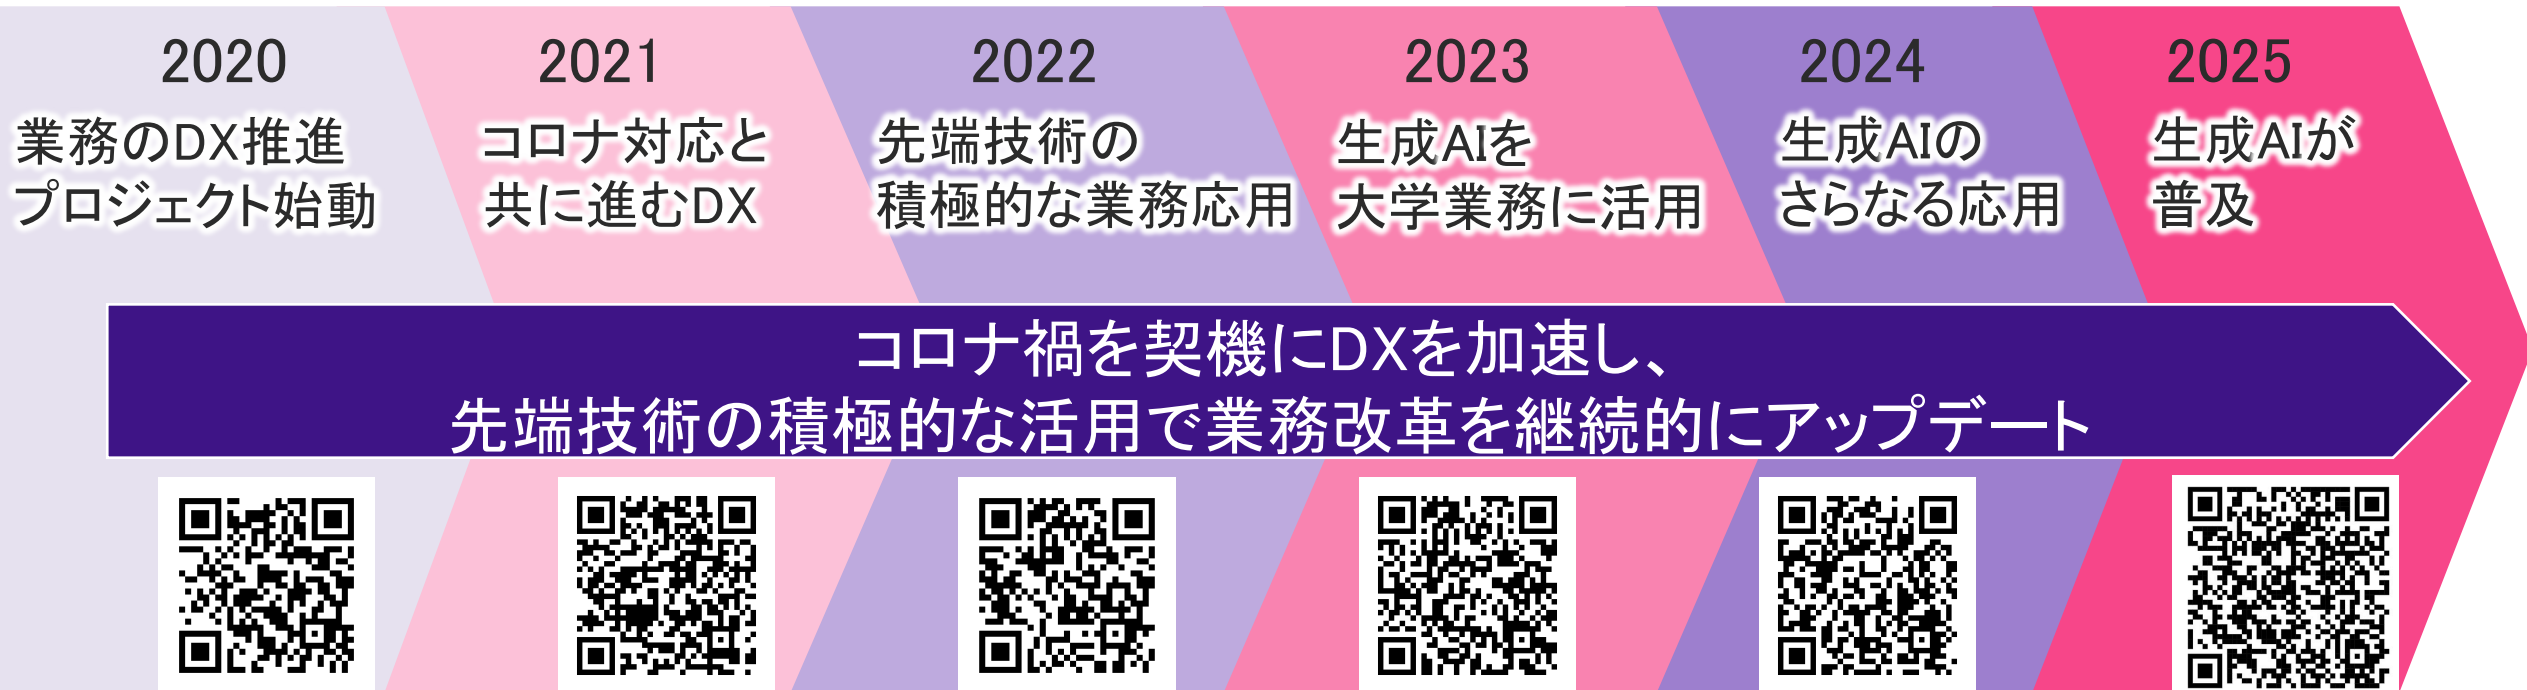 2020
業務のDX推進
プロジェクト始動
2021
コロナ対応と
共に進むDX
2022
先端技術の
積極的な業務応用
2023
生成AIを
大学業務に活用
2024
生成AIの
さらなる応用
2025
生成AIが
普及
コロナ禍を契機にDXを加速し、
先端技術の積極的な活用で業務改革を継続的にアップデート